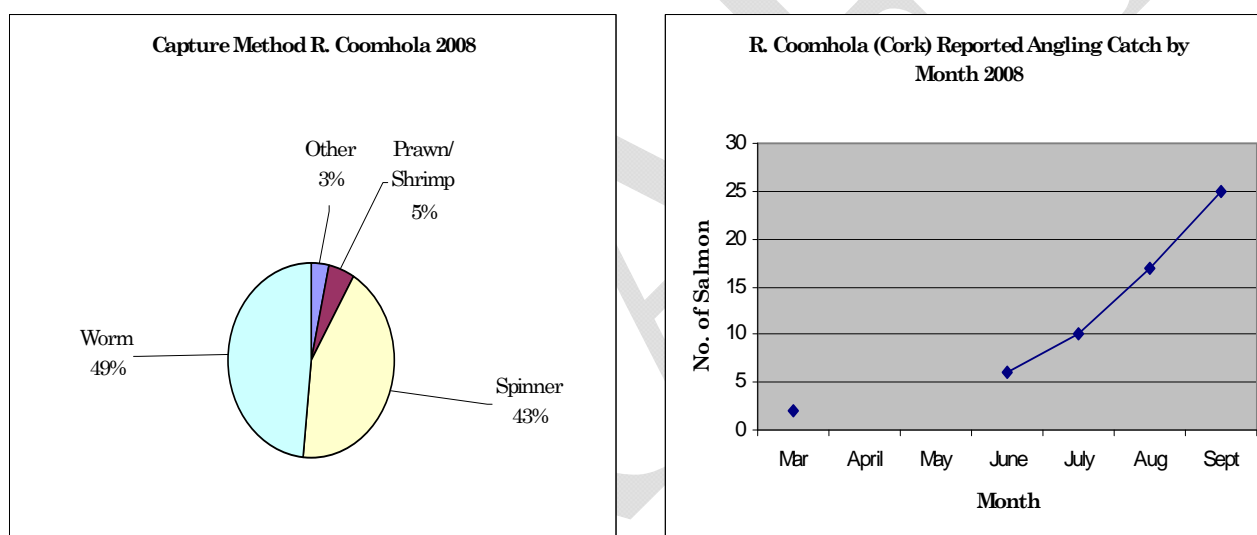 Capture Method R. Coomhola 2008
Other
3%
Prawn/
Shrimp
5%
Worm
49%
Spinner
43%
R. Coomhola (Cork) Reported Angling Catch by
Month 2008
No. of Salmon
30
25
20
15
10
5
0
Mar April May June July Aug Sept
Month